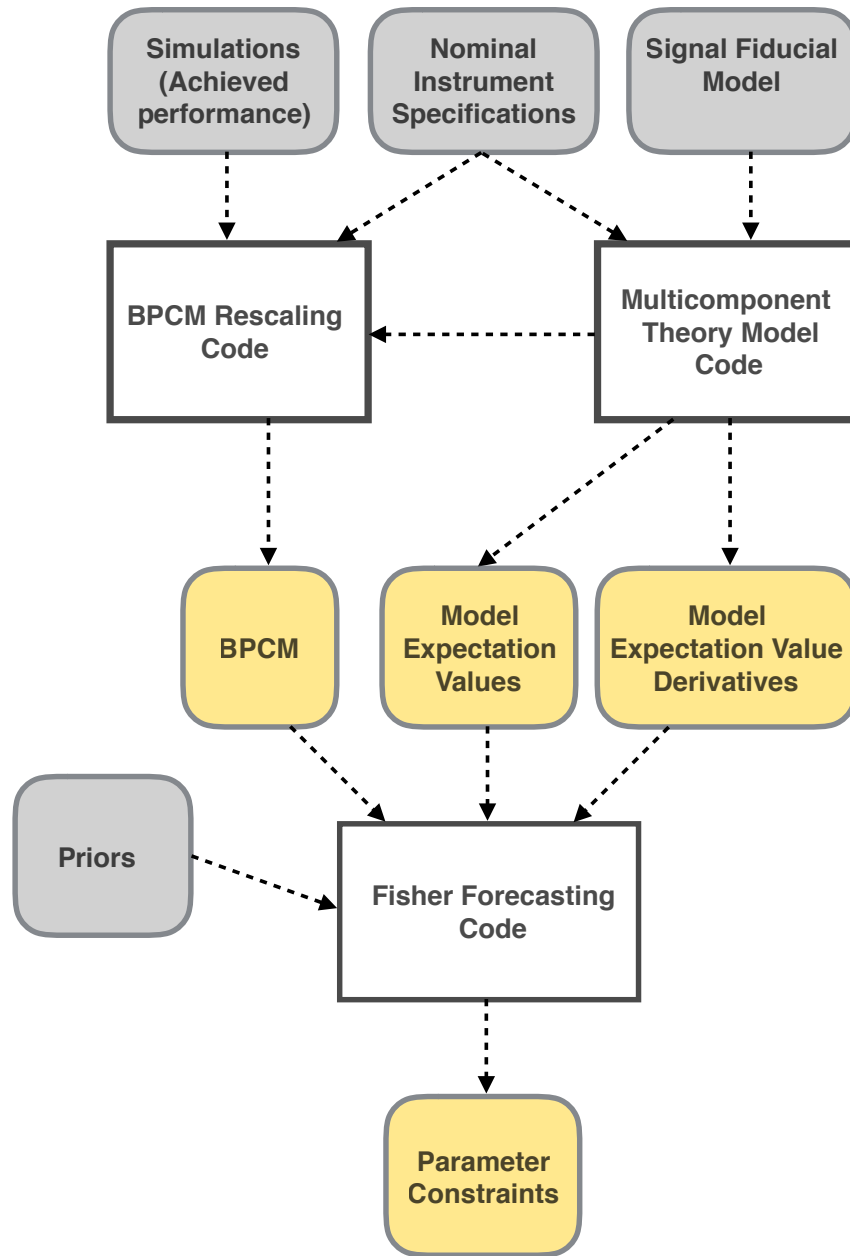 Simulations
(Achieved
performance)
Nominal
Instrument
Specifications
Signal Fiducial
Model
BPCM Rescaling
Code
Multicomponent
Theory Model
Code
BPCM
Model
Expectation
Values
Model
Expectation Value
Derivatives
Priors
Fisher Forecasting
Code
Parameter
Constraints